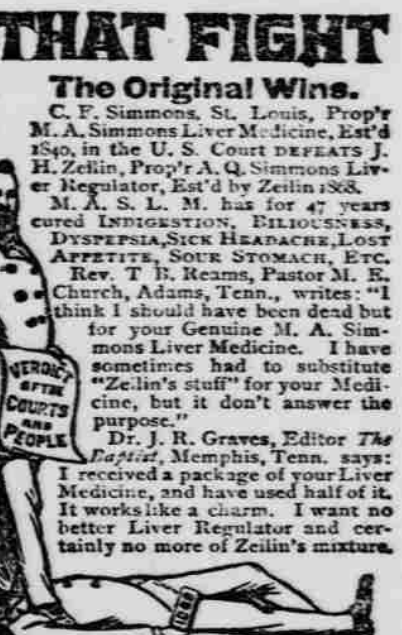 THAT FIGHT
The Original Wins.
C. F. Simmons, St. Louis, Prop'r
M. A. Simmons Liver Medicine, Est'd
1840, in the U. S. Court DEFEATS J.
H. Zeilin, Prop'r A. Q. Simmons Liv-
er Regulator, Est'd by Zeilin 1868.
M. A. S. L. M. has for 47 years
cured INDIGESTION, BILIOUSNESS,
DYSPEPSIA, SICK HEADACHE, LOST
APPETITE, SOUR STOMACH, ETC.
Rev. T. B. Reams, Pastor M. E.
Church, Adams, Tenn., writes: "I
think I should have been dead but
for your Genuine M. A. Sim-
mons Liver Medicine. I have
sometimes had to substitute
"Zeilin's stuff" for your Medi-
cine, but it don't answer the
purpose."
Dr. J. R. Graves, Editor The
Baptist, Memphis, Tenn. says:
I received a package of your Liver
Medicine, and have used half of it.
It works like a charm. I want no
better Liver Regulator and cer-
tainly no more of Zeilin's mixture.
VERDICT
OF THE
COURTS
AND
PEOPLE